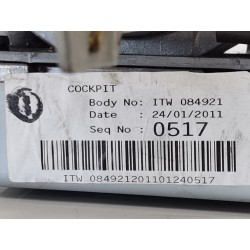 COCKPIT
Body No: ITW 084921
Date : 24/01/2011
Seq No : 0517
ITW 084921201101240517